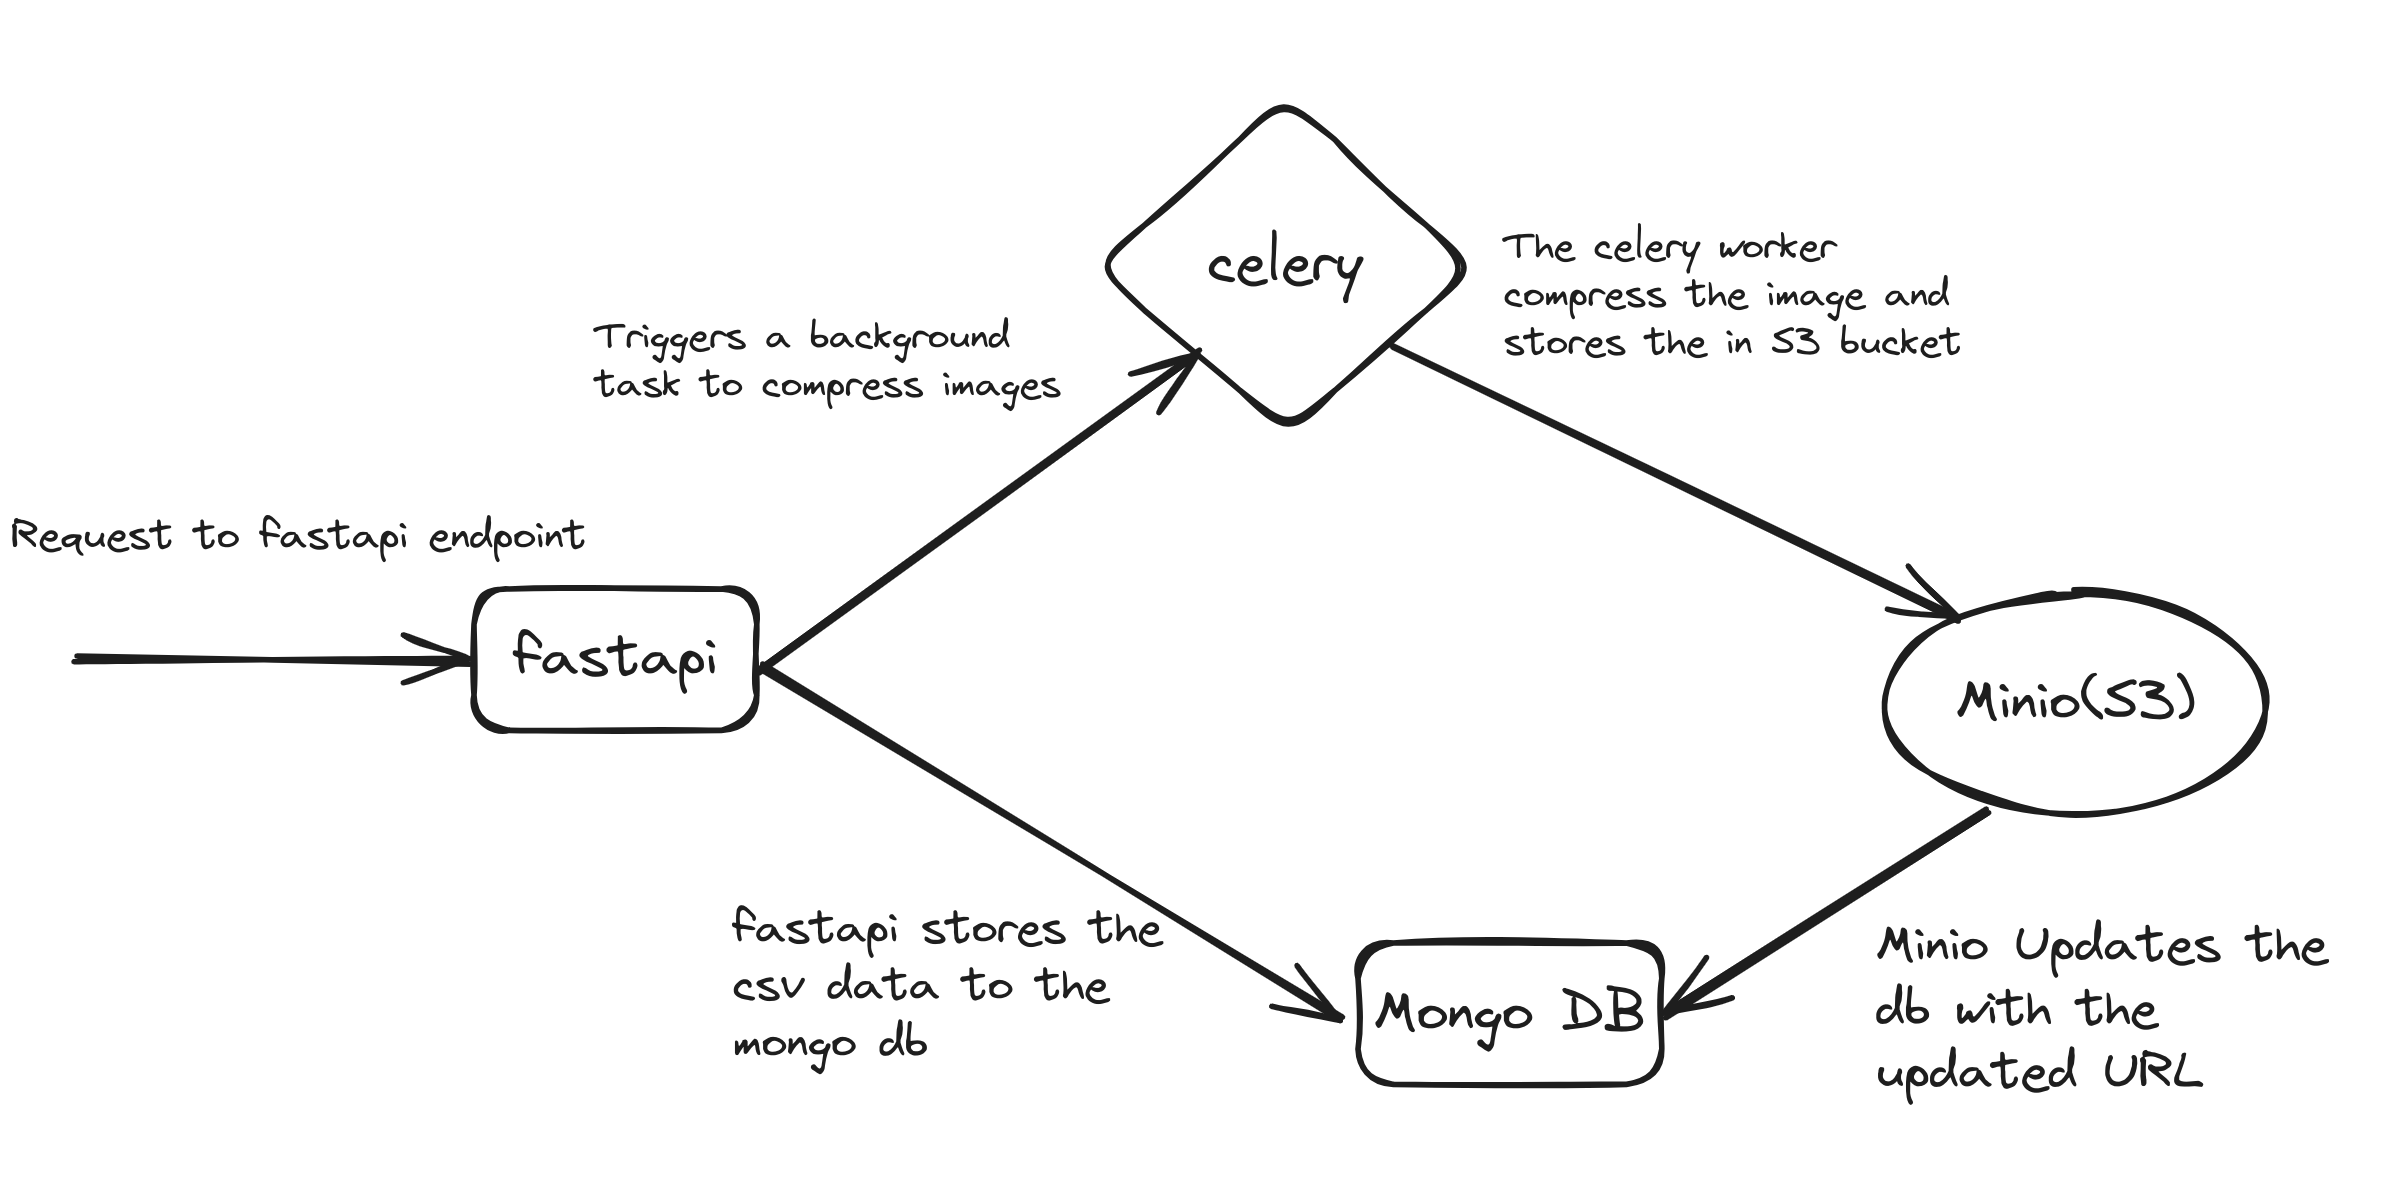 celery
The celery worker
compress the image and
stores the in S3 bucket
Triggers a background
task to compress images
Request to fastapi endpoint
fastapi
Minio(S3)
fastapi stores the
csv data to the
mongo db
Mongo DB
Minio Updates the
db with the
updated URL